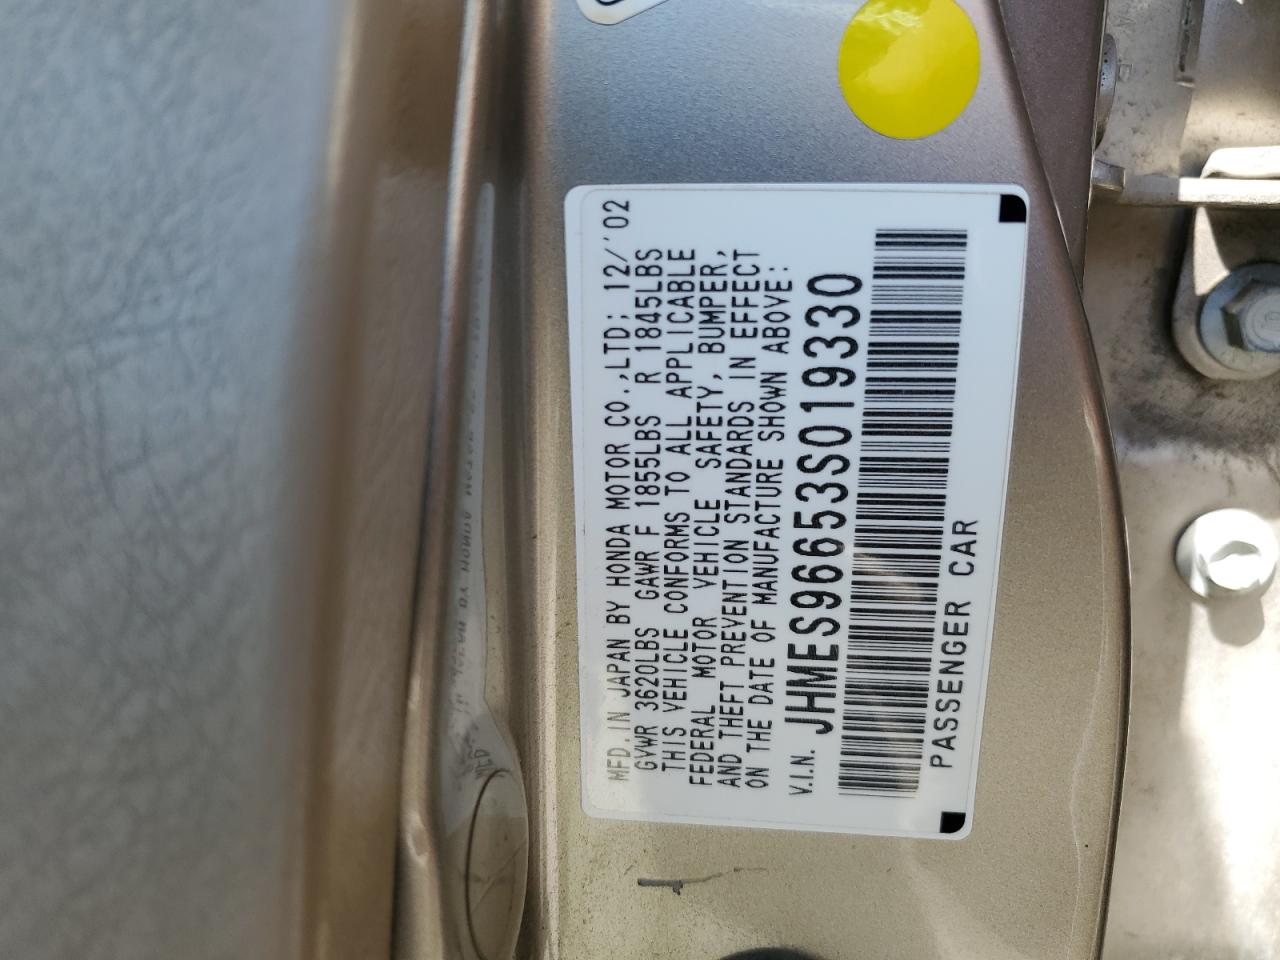 MFD. IN JAPAN BY HONDA MOTOR CO.,LTD; 12/'02
GVWR 3620LBS GAWR F 1855LBS R 1845LBS
THIS VEHICLE CONFORMS TO ALL APPLICABLE
FEDERAL MOTOR VEHICLE SAFETY, BUMPER,
AND THEFT PREVENTION STANDARDS IN EFFECT
ON THE DATE OF MANUFACTURE SHOWN ABOVE:
V.I.N. JHMES96653S019330
PASSENGER CAR